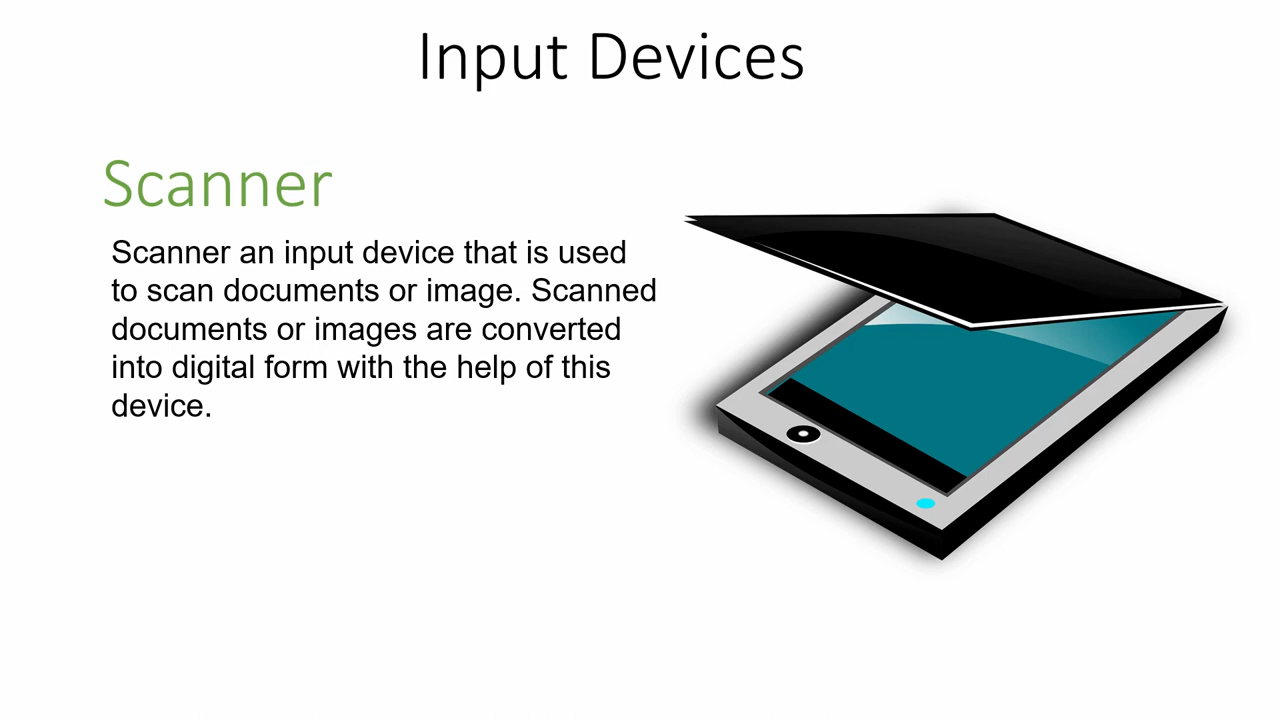 Input Devices
Scanner
Scanner an input device that is used
to scan documents or image. Scanned
documents or images are converted
into digital form with the help of this
device.